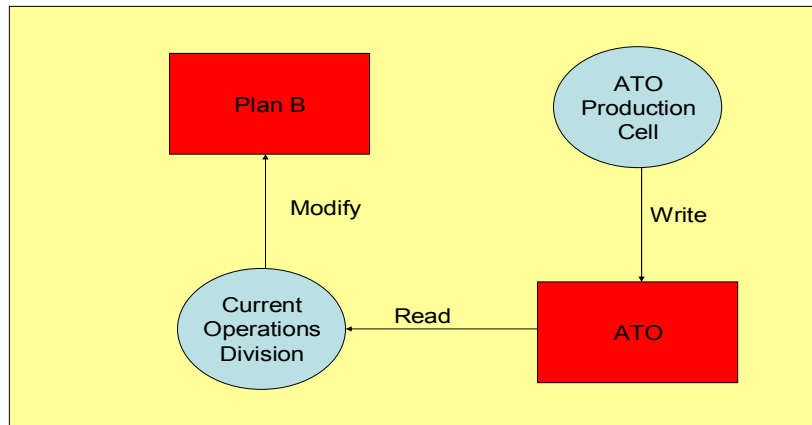 Plan B
ATO
Production
Cell
Modify
Write
Current
Operations
Division
Read
ATO